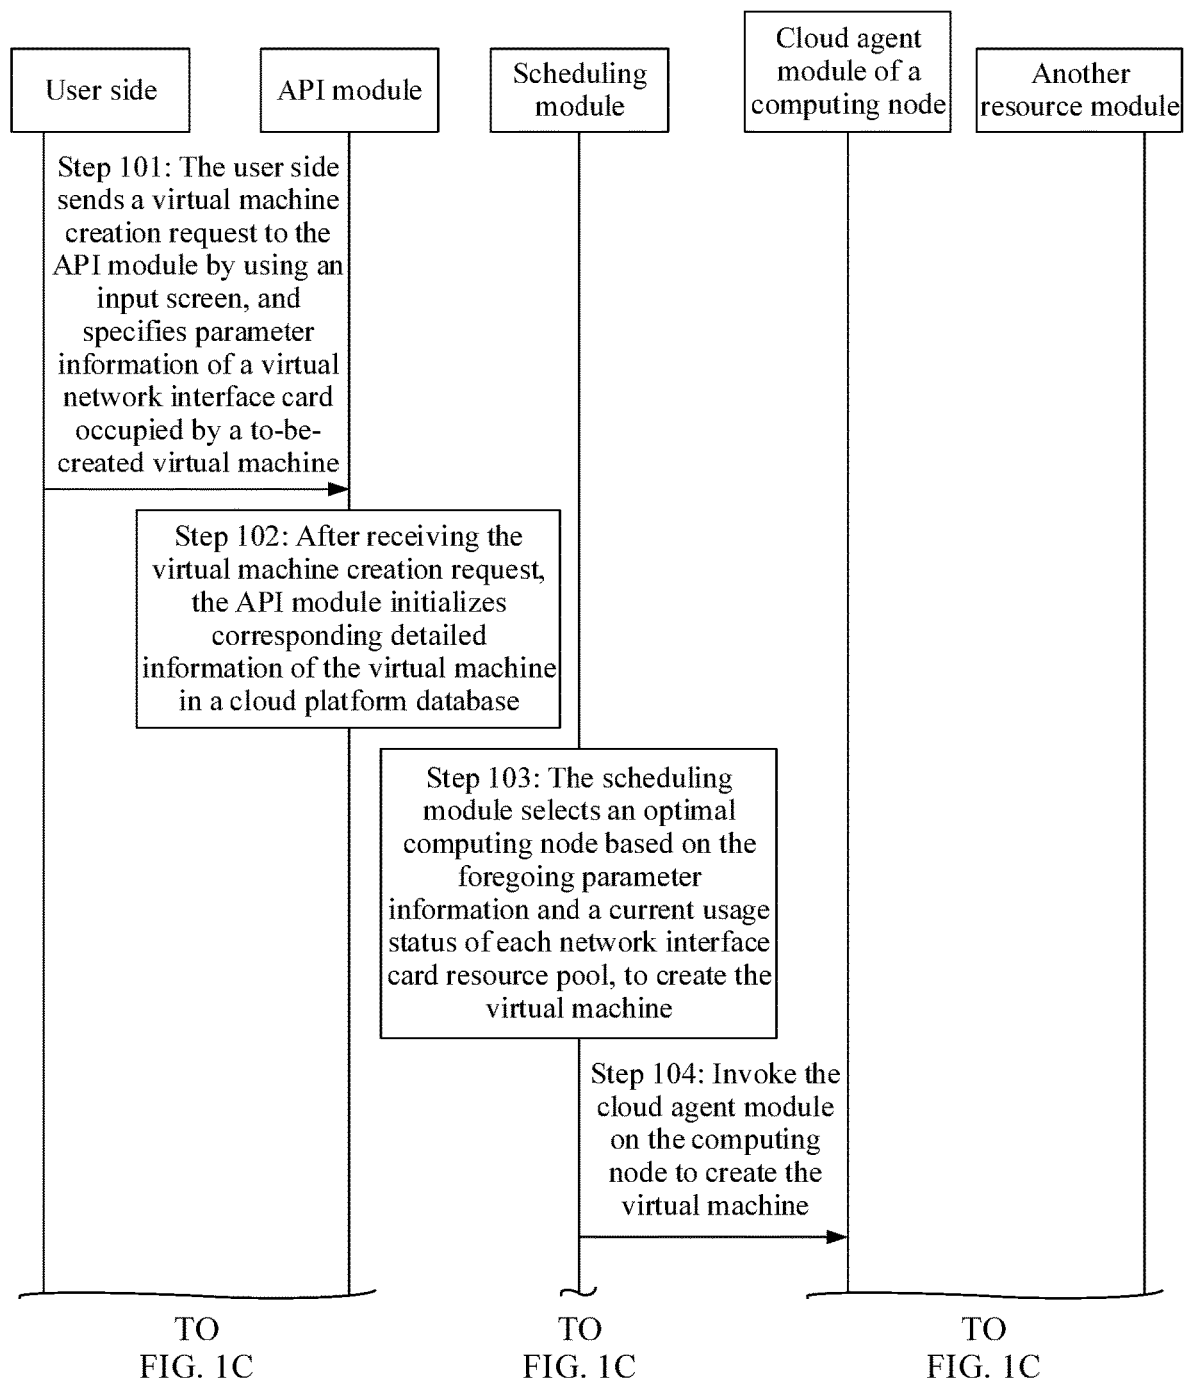 User side
API module
Scheduling
module
Cloud agent
module of a
computing node
Another
resource module
Step 101: The user side
sends a virtual machine
creation request to the
API module by using an
input screen, and
specifies parameter
information of a virtual
network interface card
occupied by a to-be-
created virtual machine
Step 102: After receiving the
virtual machine creation request,
the API module initializes
corresponding detailed
information of the virtual machine
in a cloud platform database
Step 103: The scheduling
module selects an optimal
computing node based on the
foregoing parameter
information and a current usage
status of each network interface
card resource pool, to create the
virtual machine
Step 104: Invoke the
cloud agent module
on the computing
node to create the
virtual machine
TO
FIG. 1C
TO
FIG. 1C
TO
FIG. 1C